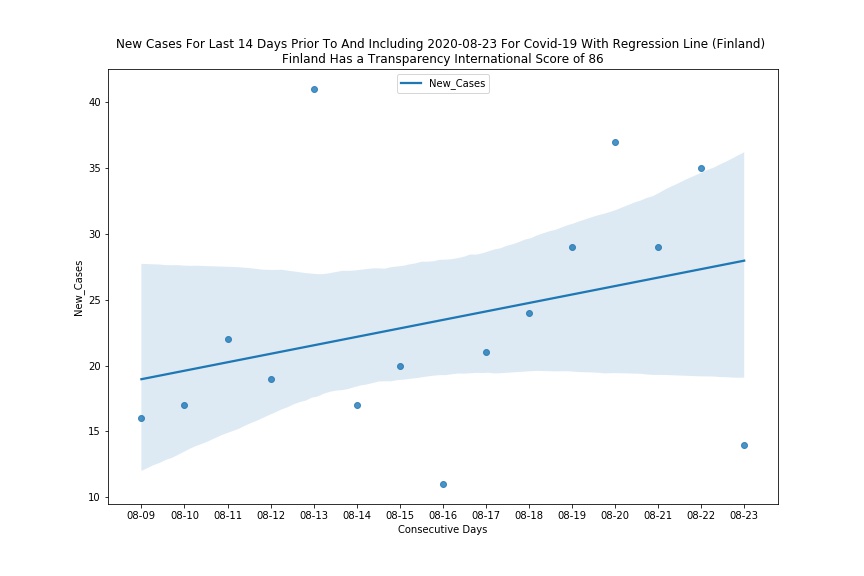 New Cases For Last 14 Days Prior To And Including 2020-08-23 For Covid-19 With Regression Line (Finland)
Finland Has a Transparency International Score of 86
New_Cases
40
35
30
25
20
15
10
New_Cases
08-09 08-10 08-11 08-12 08-13 08-14 08-15 08-16 08-17 08-18 08-19 08-20 08-21 08-22 08-23
Consecutive Days